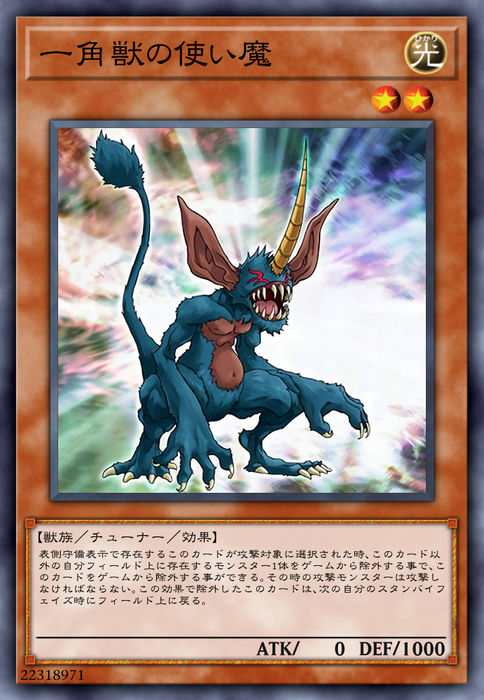 一角獣の使い魔
ひかり
光
【獣族／チューナー／効果】
表側守備表示で存在するこのカードが攻撃対象に選択された時、このカード以
外の自分フィールド上に存在するモンスター1体をゲームから除外する事で、こ
のカードをゲームから除外する事ができる。その時の攻撃モンスターは攻撃し
なければならない。この効果で除外したこのカードは、次の自分のスタンバイフ
ェイズ時にフィールド上に戻る。
ATK/ 0 DEF/1000
22318971